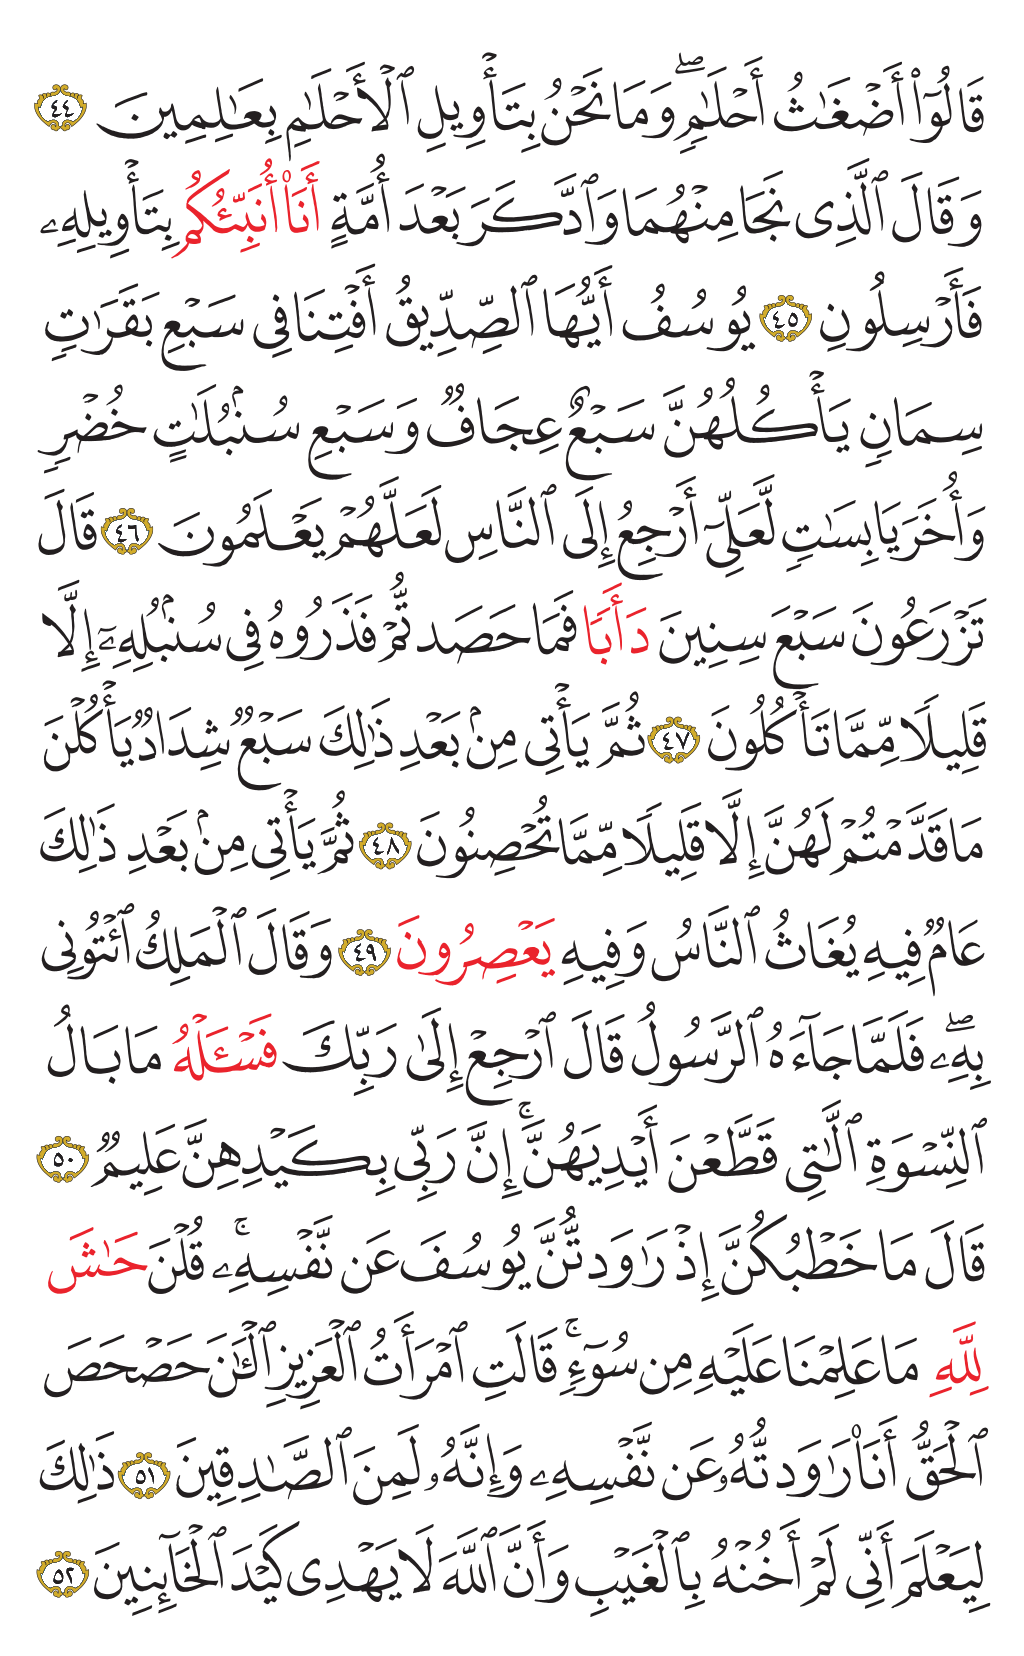 قَالُوٓا۟ أَضْغَـٰثُ أَحْلَـٰمٍۢ ۖ وَمَا نَحْنُ بِتَأْوِيلِ ٱلْأَحْلَـٰمِ بِعَـٰلِمِينَ ٤٤
وَقَالَ ٱلَّذِى نَجَا مِنْهُمَا وَٱدَّكَرَ بَعْدَ أُمَّةٍ أَنَا۠ أُنَبِّئُكُم بِتَأْوِيلِهِۦ
فَأَرْسِلُونِ ٤٥ يُوسُفُ أَيُّهَا ٱلصِّدِّيقُ أَفْتِنَا فِى سَبْعِ بَقَرَٰتٍۢ
سِمَانٍۢ يَأْكُلُهُنَّ سَبْعٌ عِجَافٌۭ وَسَبْعِ سُنۢبُلَـٰتٍ خُضْرٍۢ
وَأُخَرَ يَابِسَـٰتٍۢ لَّعَلِّىٓ أَرْجِعُ إِلَى ٱلنَّاسِ لَعَلَّهُمْ يَعْلَمُونَ ٤٦ قَالَ
تَزْرَعُونَ سَبْعَ سِنِينَ دَأَبًۭا فَمَا حَصَدتُّمْ فَذَرُوهُ فِى سُنۢبُلِهِۦٓ إِلَّا
قَلِيلًۭا مِّمَّا تَأْكُلُونَ ٤٧ ثُمَّ يَأْتِى مِنۢ بَعْدِ ذَٰلِكَ سَبْعٌۭ شِدَادٌۭ يَأْكُلْنَ
مَا قَدَّمْتُمْ لَهُنَّ إِلَّا قَلِيلًۭا مِّمَّا تُحْصِنُونَ ٤٨ ثُمَّ يَأْتِى مِنۢ بَعْدِ ذَٰلِكَ
عَامٌۭ فِيهِ يُغَاثُ ٱلنَّاسُ وَفِيهِ يَعْصِرُونَ ٤٩ وَقَالَ ٱلْمَلِكُ ٱئْتُونِى
بِهِۦ ۖ فَلَمَّا جَآءَهُ ٱلرَّسُولُ قَالَ ٱرْجِعْ إِلَىٰ رَبِّكَ فَسْـَٔلْهُ مَا بَالُ
ٱلنِّسْوَةِ ٱلَّـٰتِى قَطَّعْنَ أَيْدِيَهُنَّ ۚ إِنَّ رَبِّى بِكَيْدِهِنَّ عَلِيمٌۭ ٥٠
قَالَ مَا خَطْبُكُنَّ إِذْ رَٰوَدتُّنَّ يُوسُفَ عَن نَّفْسِهِۦ ۚ قُلْنَ حَـٰشَ
لِلَّهِ مَا عَلِمْنَا عَلَيْهِ مِن سُوٓءٍۢ ۚ قَالَتِ ٱمْرَأَتُ ٱلْعَزِيزِ ٱلْـَٔـٰنَ حَصْحَصَ
ٱلْحَقُّ أَنَا۠ رَٰوَدتُّهُۥ عَن نَّفْسِهِۦ وَإِنَّهُۥ لَمِنَ ٱلصَّـٰدِقِينَ ٥١ ذَٰلِكَ
لِيَعْلَمَ أَنِّى لَمْ أَخُنْهُ بِٱلْغَيْبِ وَأَنَّ ٱللَّهَ لَا يَهْدِى كَيْدَ ٱلْخَآئِنِينَ ٥٢